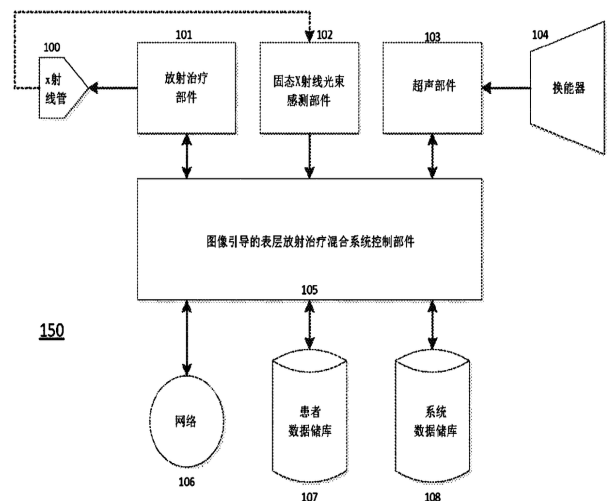 100
x射
线管
101
放射治疗
部件
102
固态X射线光束
感测部件
103
超声部件
104
换能器
图像引导的表层放射治疗混合系统控制部件
105
150
网络
106
患者
数据储库
107
系统
数据储库
108